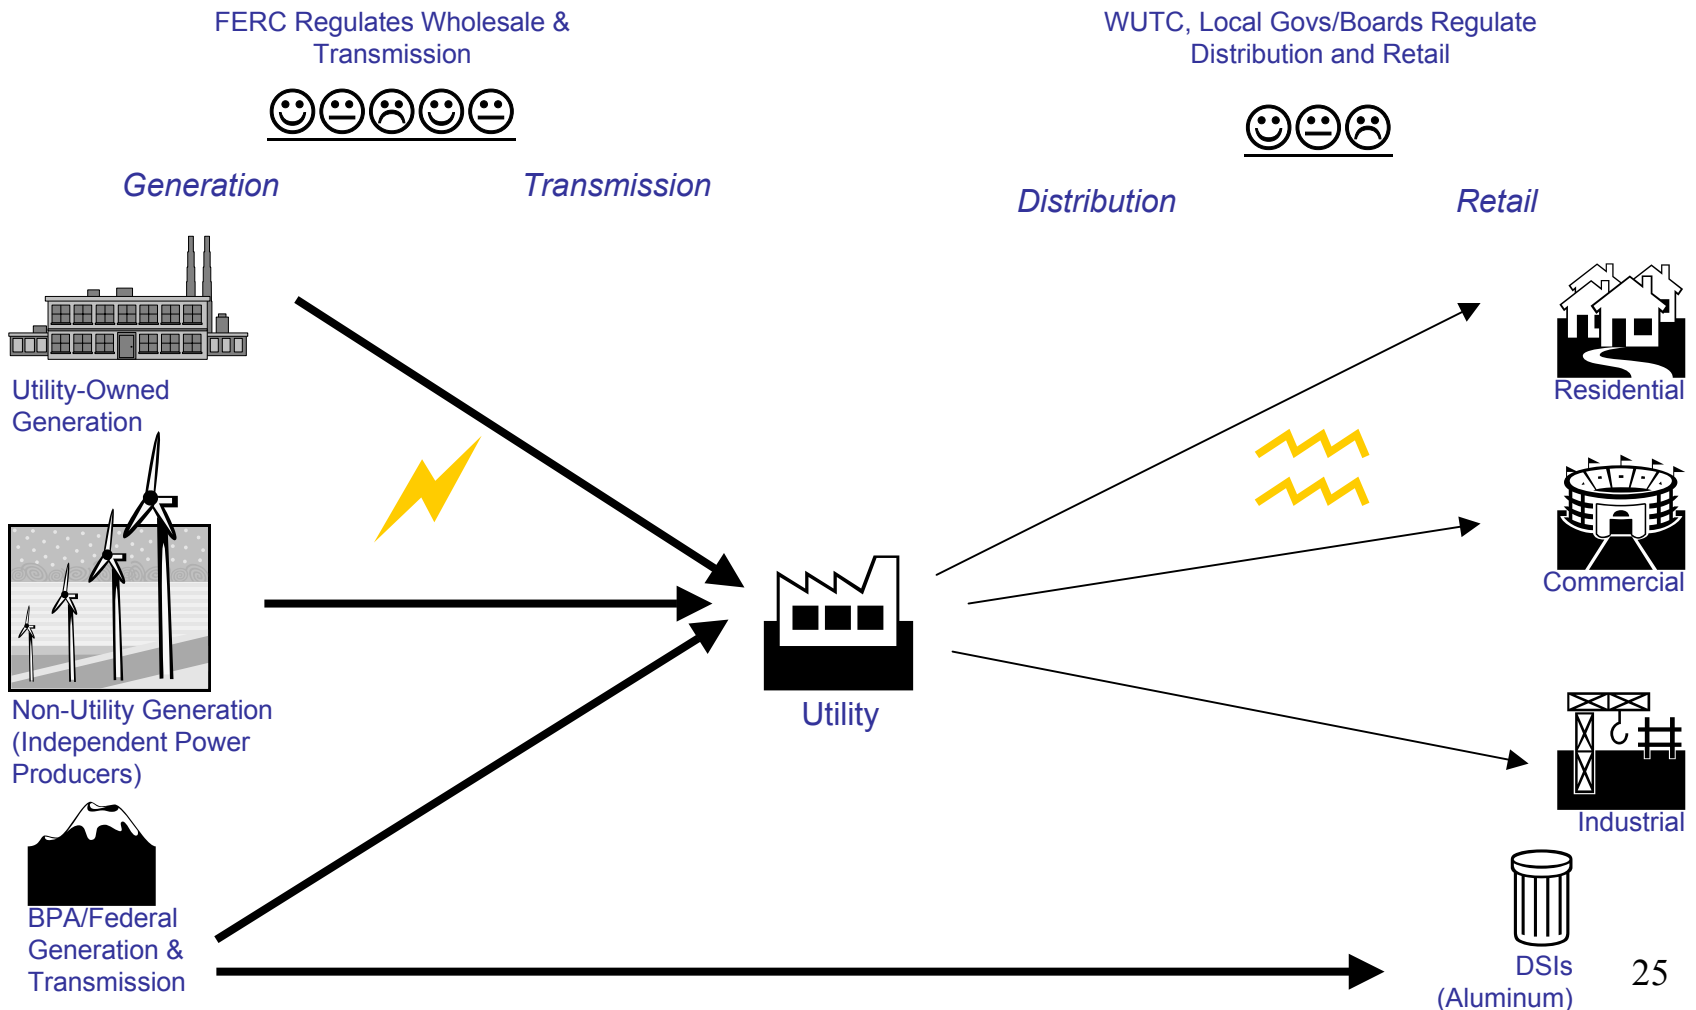 FERC Regulates Wholesale &
Transmission
WUTC, Local Govs/Boards Regulate
Distribution and Retail
Generation
Transmission
Distribution
Retail
Utility-Owned
Generation
Residential
Commercial
Non-Utility Generation
(Independent Power
Producers)
Utility
Industrial
BPA/Federal
Generation &
Transmission
DSIs
(Aluminum)
25